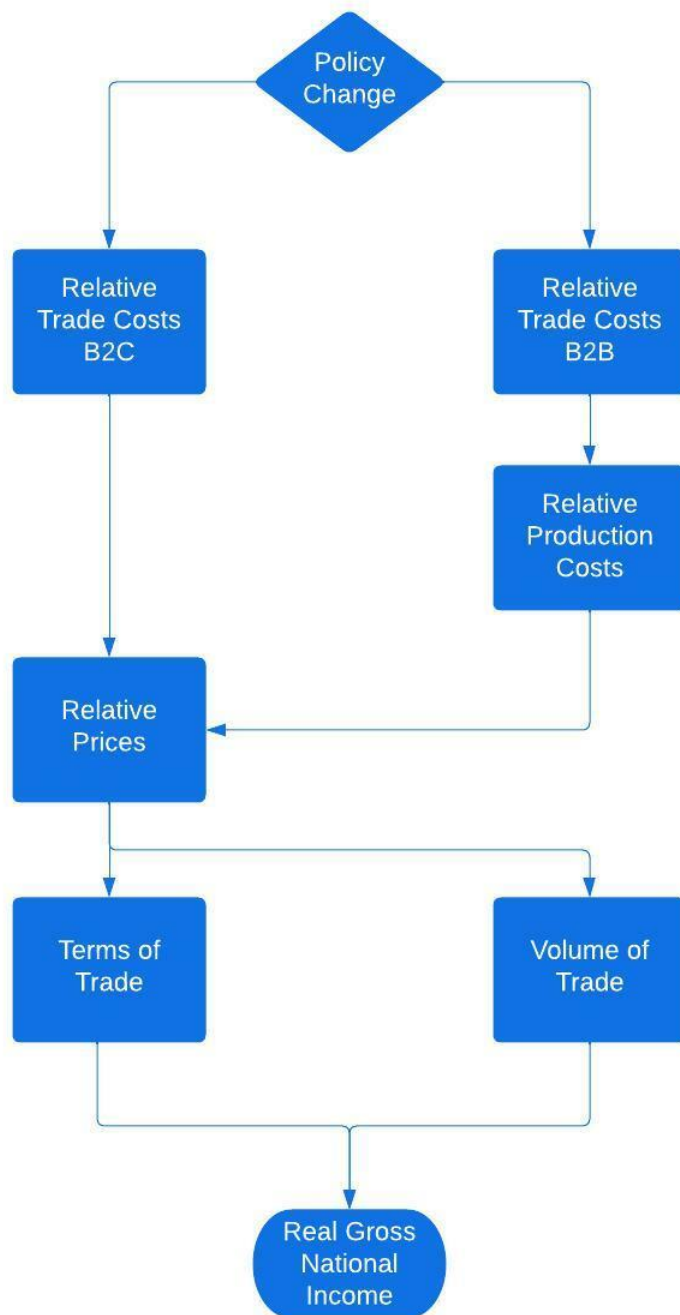 Policy
Change
Relative
Trade Costs
B2C
Relative
Trade Costs
B2B
Relative
Production
Costs
Relative
Prices
Terms of
Trade
Volume of
Trade
Real Gross
National
Income